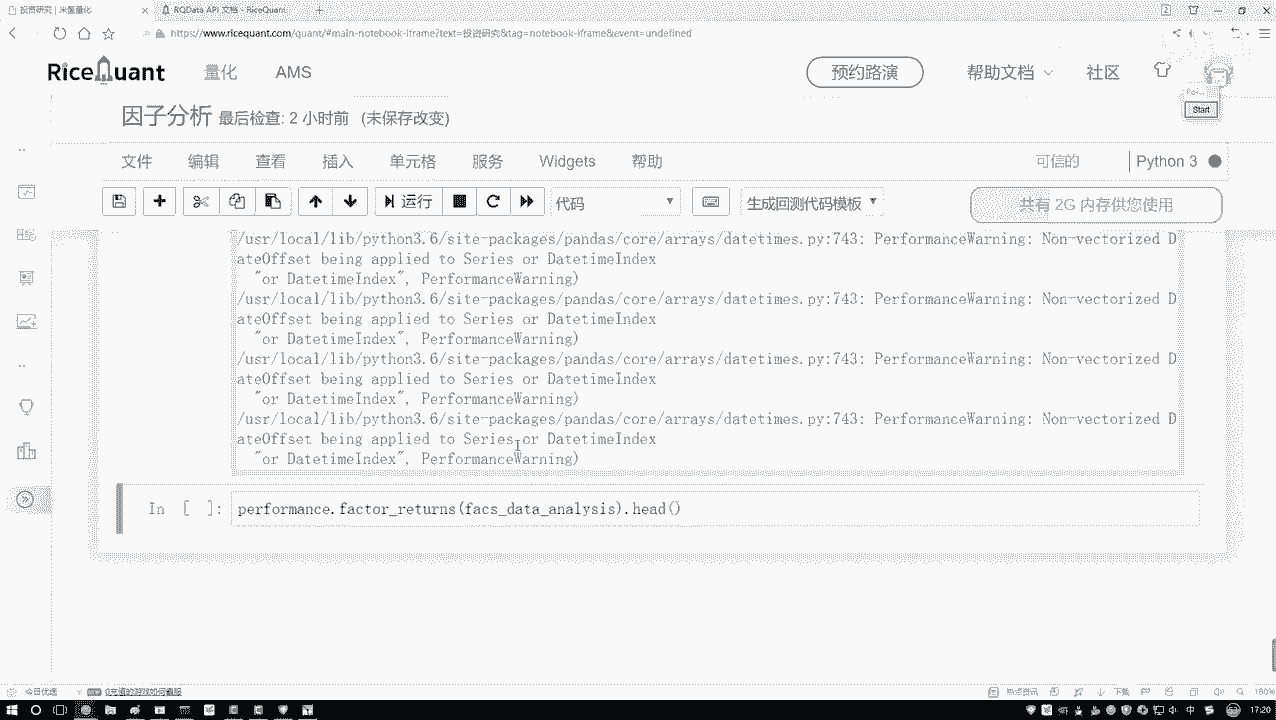 投资研究 | 米筐量化
RQData API 文档 - RiceQuant
https://www.ricequant.com/quant/#main-notebook-iframe?text=投资研究&tag=notebook-iframe&event=undefined
RiceQuant
量化
AMS
预约路演
帮助文档
社区
Start
因子分析 最后检查: 2 小时前 (未保存改变)
文件
编辑
查看
插入
单元格
服务
Widgets
帮助
可信的
Python 3
运行
代码
生成回测代码模板
共有 2G 内存供您使用
/usr/local/lib/python3.6/site-packages/pandas/core/arrays/datetimes.py:743: PerformanceWarning: Non-vectorized D
ateOffset being applied to Series or DatetimeIndex
"or DatetimeIndex", PerformanceWarning)
/usr/local/lib/python3.6/site-packages/pandas/core/arrays/datetimes.py:743: PerformanceWarning: Non-vectorized D
ateOffset being applied to Series or DatetimeIndex
"or DatetimeIndex", PerformanceWarning)
/usr/local/lib/python3.6/site-packages/pandas/core/arrays/datetimes.py:743: PerformanceWarning: Non-vectorized D
ateOffset being applied to Series or DatetimeIndex
"or DatetimeIndex", PerformanceWarning)
/usr/local/lib/python3.6/site-packages/pandas/core/arrays/datetimes.py:743: PerformanceWarning: Non-vectorized D
ateOffset being applied to Series or DatetimeIndex
"or DatetimeIndex", PerformanceWarning)
In [ ]: performance.factor_returns(facs_data_analysis).head()
今日优选
热点资讯
下载
160%
中
17:20